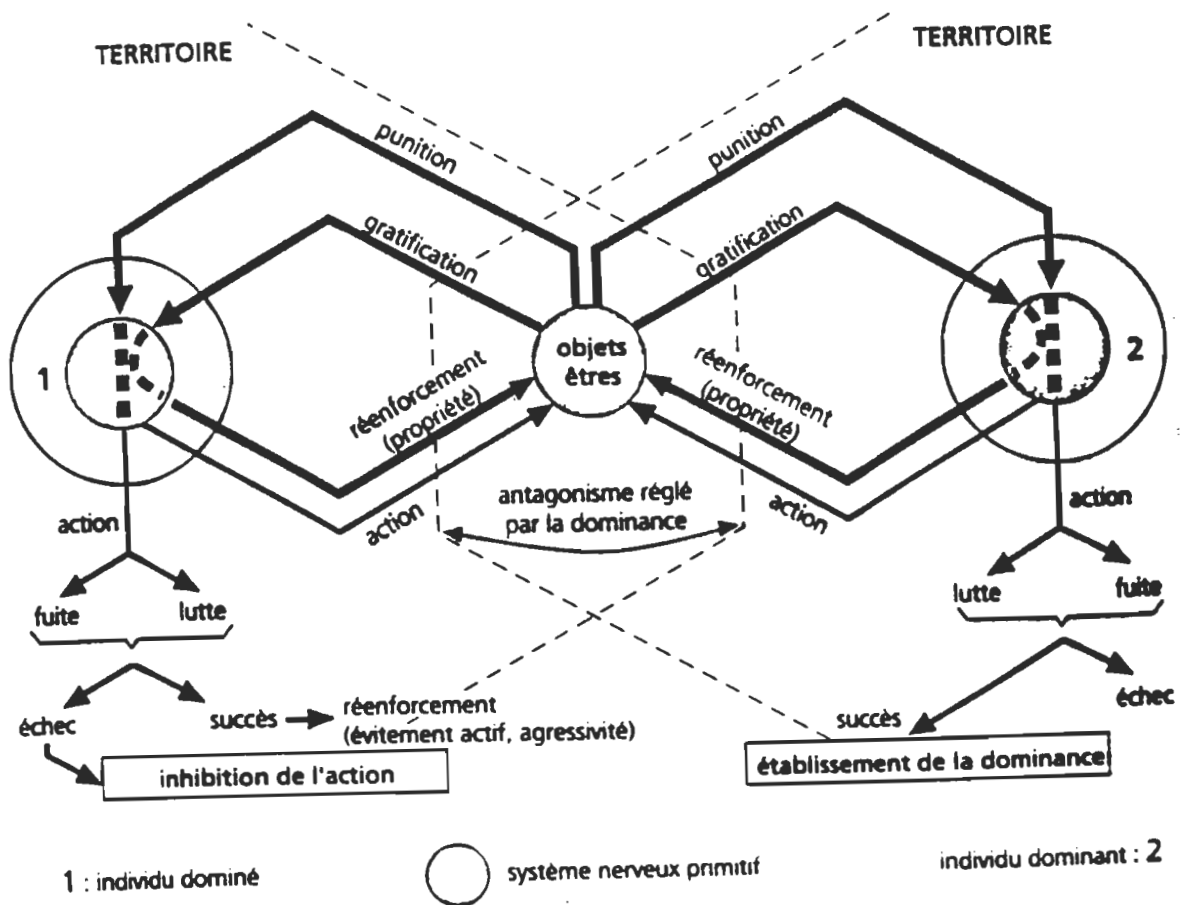 TERRITOIRE
TERRITOIRE
punition
punition
gratification
gratification
1
objets
êtres
2
réenforcement
(propriété)
réenforcement
(propriété)
action
antagonisme réglé
par la dominance
action
action
action
fuite
lutte
lutte
fuite
échec
succès
réenforcement
(évitement actif, agressivité)
succès
échec
inhibition de l'action
établissement de la dominance
1 : individu dominé
système nerveux primitif
individu dominant : 2